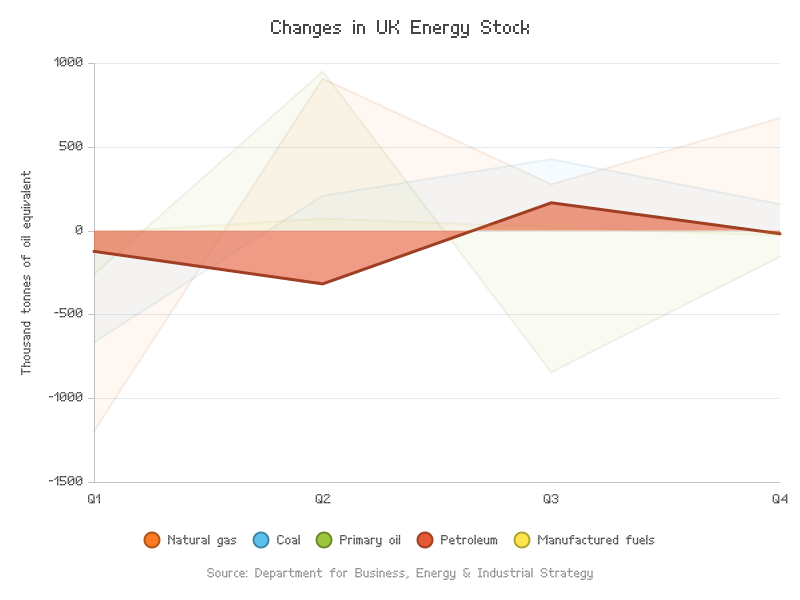 Changes in UK Energy Stock
Thousand tonnes of oil equivalent
1000
500
0
-500
-1000
-1500
Q1 Q2 Q3 Q4
Natural gas Coal Primary oil Petroleum Manufactured fuels
Source: Department for Business, Energy & Industrial Strategy